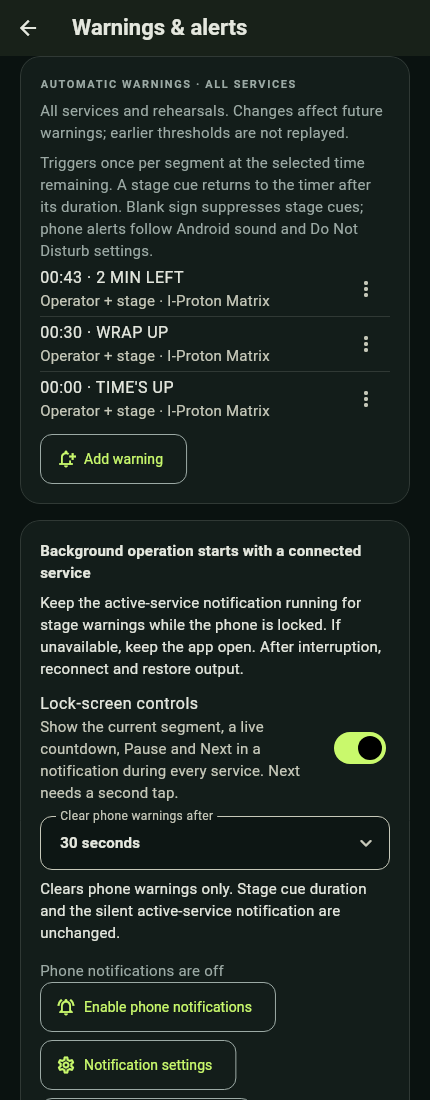 Warnings & alerts
AUTOMATIC WARNINGS · ALL SERVICES
All services and rehearsals. Changes affect future
warnings; earlier thresholds are not replayed.
Triggers once per segment at the selected time
remaining. A stage cue returns to the timer after
its duration. Blank sign suppresses stage cues;
phone alerts follow Android sound and Do Not
Disturb settings.
00:43 · 2 MIN LEFT
Operator + stage · I-Proton Matrix
00:30 · WRAP UP
Operator + stage · I-Proton Matrix
00:00 · TIME'S UP
Operator + stage · I-Proton Matrix
Add warning
Background operation starts with a connected
service
Keep the active-service notification running for
stage warnings while the phone is locked. If
unavailable, keep the app open. After interruption,
reconnect and restore output.
Lock-screen controls
Show the current segment, a live
countdown, Pause and Next in a
notification during every service. Next
needs a second tap.
Clear phone warnings after
30 seconds
Clears phone warnings only. Stage cue duration
and the silent active-service notification are
unchanged.
Phone notifications are off
Enable phone notifications
Notification settings